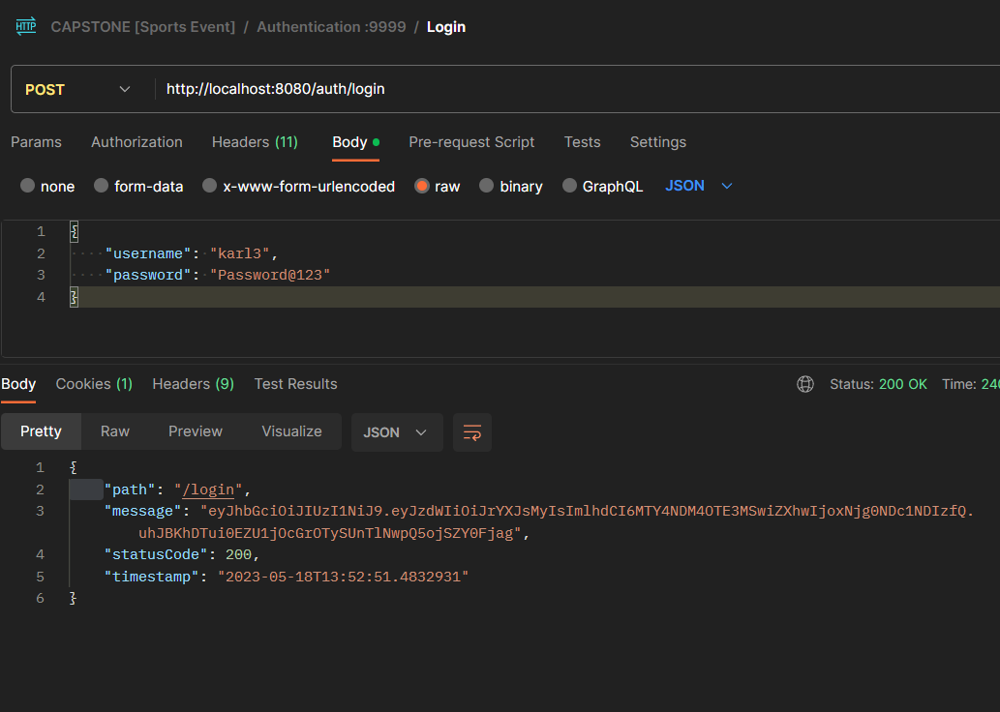 HTTP CAPSTONE [Sports Event] / Authentication :9999 / Login
POST http://localhost:8080/auth/login
Params Authorization Headers (11) Body Pre-request Script Tests Settings
none form-data x-www-form-urlencoded raw binary GraphQL JSON
1 {
2 ····"username":·"karl3",
3 ····"password":·"Password@123"
4 }
Body Cookies (1) Headers (9) Test Results Status: 200 OK Time: 240
Pretty Raw Preview Visualize JSON
1 {
2 "path": "/login",
3 "message": "eyJhbGciOiJIUzI1NiJ9.eyJzdWIiOiJrYXJsMyIsImlhdCI6MTY4NDM4OTE3MSwiZXhwIjoxNjg0NDc1NDIzfQ.
uhJBKhDTui0EZU1jOcGrOTySUnTlNwpQ5ojSZY0Fjag",
4 "statusCode": 200,
5 "timestamp": "2023-05-18T13:52:51.4832931"
6 }